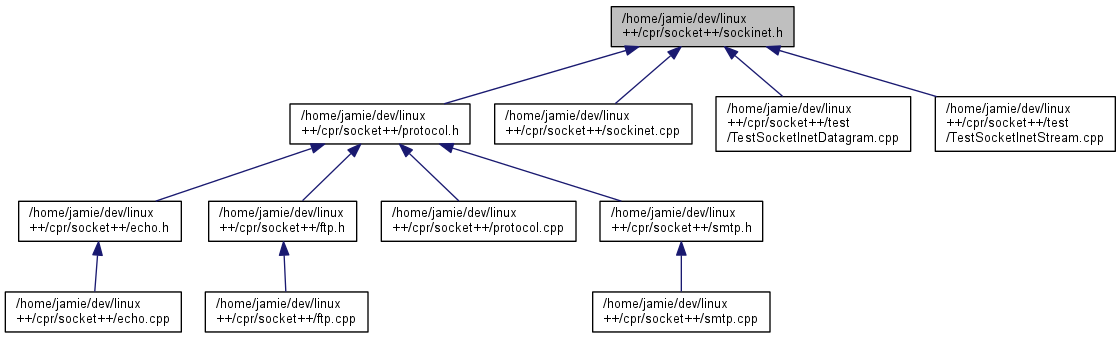 /home/jamie/dev/linux
++/cpr/socket++/sockinet.h
/home/jamie/dev/linux
++/cpr/socket++/protocol.h
/home/jamie/dev/linux
++/cpr/socket++/sockinet.cpp
/home/jamie/dev/linux
++/cpr/socket++/test
/TestSocketInetDatagram.cpp
/home/jamie/dev/linux
++/cpr/socket++/test
/TestSocketInetStream.cpp
/home/jamie/dev/linux
++/cpr/socket++/echo.h
/home/jamie/dev/linux
++/cpr/socket++/ftp.h
/home/jamie/dev/linux
++/cpr/socket++/protocol.cpp
/home/jamie/dev/linux
++/cpr/socket++/smtp.h
/home/jamie/dev/linux
++/cpr/socket++/echo.cpp
/home/jamie/dev/linux
++/cpr/socket++/ftp.cpp
/home/jamie/dev/linux
++/cpr/socket++/smtp.cpp